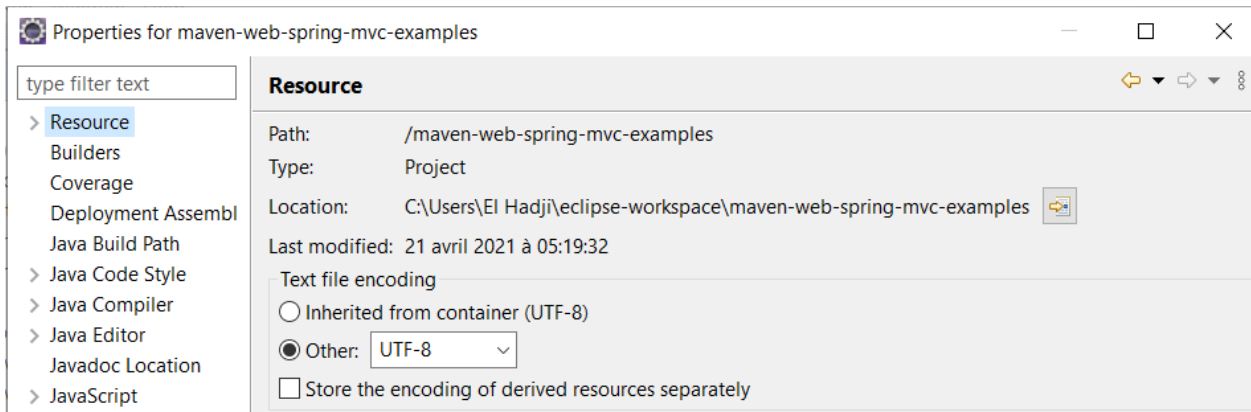 Properties for maven-web-spring-mvc-examples
type filter text
Resource
Builders
Coverage
Deployment Assembl
Java Build Path
Java Code Style
Java Compiler
Java Editor
Javadoc Location
JavaScript
Resource
Path: /maven-web-spring-mvc-examples
Type: Project
Location: C:\Users\El Hadji\eclipse-workspace\maven-web-spring-mvc-examples
Last modified: 21 avril 2021 à 05:19:32
Text file encoding
Inherited from container (UTF-8)
Other: UTF-8
Store the encoding of derived resources separately